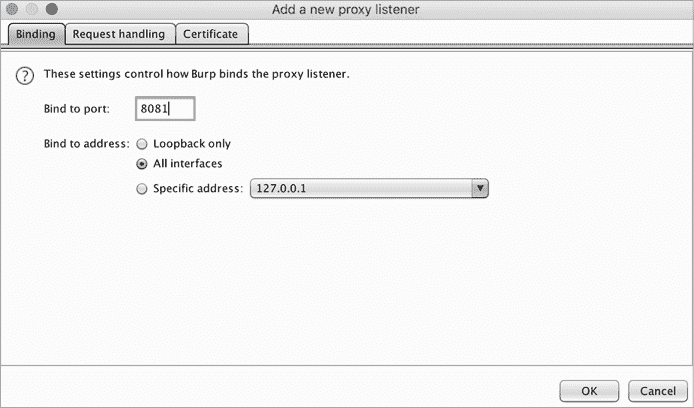 Add a new proxy listener
Binding Request handling Certificate
? These settings control how Burp binds the proxy listener.
Bind to port: 8081
Bind to address: Loopback only
All interfaces
Specific address: 127.0.0.1
OK Cancel